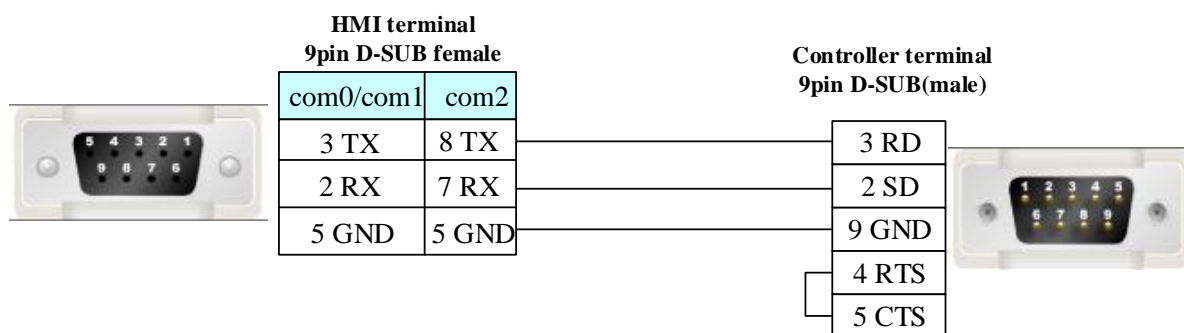 HMI terminal
9pin D-SUB female
com0/com1 com2
3 TX 8 TX
2 RX 7 RX
5 GND 5 GND
5 4 3 2 1
9 8 7 6
Controller terminal
9pin D-SUB(male)
3 RD
2 SD
9 GND
4 RTS
5 CTS
1 2 3 4 5
6 7 8 9